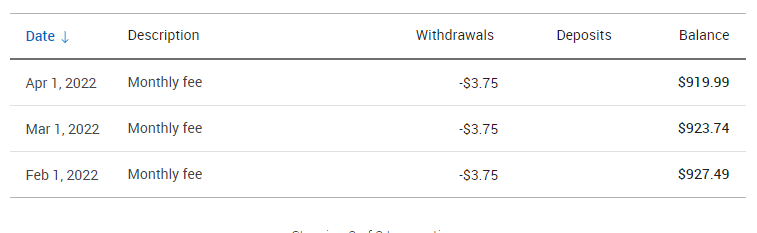 Date ↓ Description Withdrawals Deposits Balance
Apr 1, 2022 Monthly fee -$3.75 $919.99
Mar 1, 2022 Monthly fee -$3.75 $923.74
Feb 1, 2022 Monthly fee -$3.75 $927.49